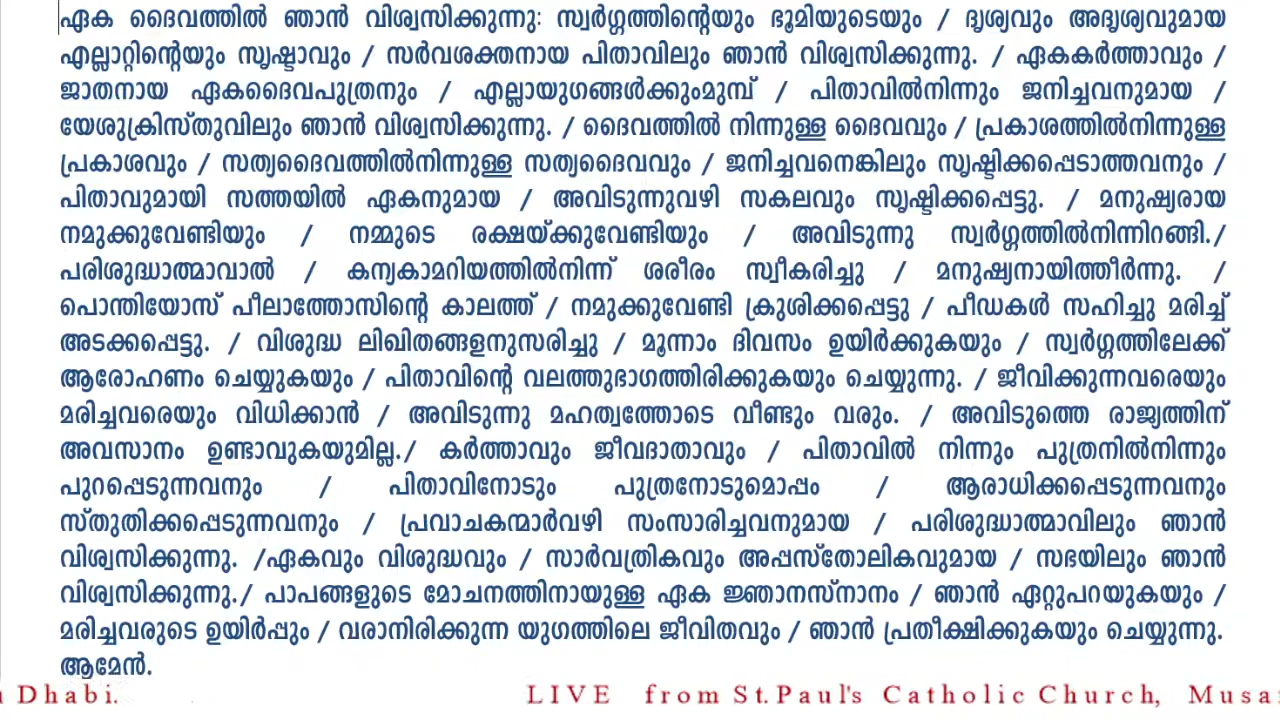 ഏക ദൈവത്തിൽ ഞാൻ വിശ്വസിക്കുന്നു: സ്വർഗ്ഗത്തിന്റെയും ഭൂമിയുടെയും / ദൃശ്യവും അദൃശ്യവുമായ
എല്ലാറ്റിന്റെയും സൃഷ്ടാവും / സർവശക്തനായ പിതാവിലും ഞാൻ വിശ്വസിക്കുന്നു. / ഏകകർത്താവും /
ജാതനായ ഏകദൈവപുത്രനും / എല്ലായുഗങ്ങൾക്കുംമുമ്പ് / പിതാവിൽനിന്നും ജനിച്ചവനുമായ /
യേശുക്രിസ്തുവിലും ഞാൻ വിശ്വസിക്കുന്നു. / ദൈവത്തിൽ നിന്നുള്ള ദൈവവും / പ്രകാശത്തിൽനിന്നുള്ള
പ്രകാശവും / സത്യദൈവത്തിൽനിന്നുള്ള സത്യദൈവവും / ജനിച്ചവനെങ്കിലും സൃഷ്ടിക്കപ്പെടാത്തവനും /
പിതാവുമായി സത്തയിൽ ഏകനുമായ / അവിടുന്നുവഴി സകലവും സൃഷ്ടിക്കപ്പെട്ടു. / മനുഷ്യരായ
നമുക്കുവേണ്ടിയും / നമ്മുടെ രക്ഷയ്ക്കുവേണ്ടിയും / അവിടുന്നു സ്വർഗ്ഗത്തിൽനിന്നിറങ്ങി./
പരിശുദ്ധാത്മാവാൽ / കന്യകാമറിയത്തിൽനിന്ന് ശരീരം സ്വീകരിച്ചു / മനുഷ്യനായിത്തീർന്നു. /
പൊന്തിയോസ് പീലാത്തോസിന്റെ കാലത്ത് / നമുക്കുവേണ്ടി ക്രുശിക്കപ്പെട്ടു / പീഡകൾ സഹിച്ചു മരിച്ച്
അടക്കപ്പെട്ടു. / വിശുദ്ധ ലിഖിതങ്ങളനുസരിച്ചു / മൂന്നാം ദിവസം ഉയിർക്കുകയും / സ്വർഗ്ഗത്തിലേക്ക്
ആരോഹണം ചെയ്യുകയും / പിതാവിന്റെ വലത്തുഭാഗത്തിരിക്കുകയും ചെയ്യുന്നു. / ജീവിക്കുന്നവരെയും
മരിച്ചവരെയും വിധിക്കാൻ / അവിടുന്നു മഹത്വത്തോടെ വീണ്ടും വരും. / അവിടുത്തെ രാജ്യത്തിന്
അവസാനം ഉണ്ടാവുകയുമില്ല./ കർത്താവും ജീവദാതാവും / പിതാവിൽ നിന്നും പുത്രനിൽനിന്നും
പുറപ്പെടുന്നവനും / പിതാവിനോടും പുത്രനോടുമൊപ്പം / ആരാധിക്കപ്പെടുന്നവനും
സ്തുതിക്കപ്പെടുന്നവനും / പ്രവാചകന്മാർവഴി സംസാരിച്ചവനുമായ / പരിശുദ്ധാത്മാവിലും ഞാൻ
വിശ്വസിക്കുന്നു. /ഏകവും വിശുദ്ധവും / സാർവത്രികവും അപ്പസ്തോലികവുമായ / സഭയിലും ഞാൻ
വിശ്വസിക്കുന്നു./ പാപങ്ങളുടെ മോചനത്തിനായുള്ള ഏക ജ്ഞാനസ്നാനം / ഞാൻ ഏറ്റുപറയുകയും /
മരിച്ചവരുടെ ഉയിർപ്പും / വരാനിരിക്കുന്ന യുഗത്തിലെ ജീവിതവും / ഞാൻ പ്രതീക്ഷിക്കുകയും ചെയ്യുന്നു.
ആമേൻ.
Dhabi. LIVE from St.Paul's Catholic Church,